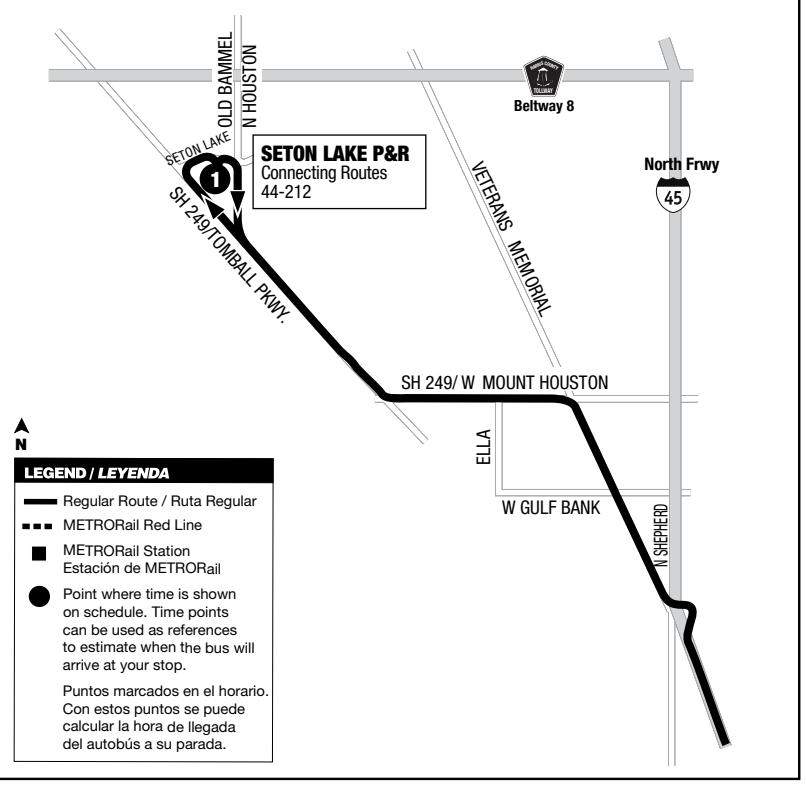 OLD BAMMEL
N HOUSTON
HARRIS COUNTY
TOLLWAY
Beltway 8
SETON LAKE
1
SETON LAKE P&R
Connecting Routes
44-212
North Frwy
45
VETERANS MEMORIAL
SH 249/TOMBALL PKWY.
SH 249/ W MOUNT HOUSTON
ELLA
W GULF BANK
N SHEPHERD
N
LEGEND / LEYENDA
Regular Route / Ruta Regular
METRORail Red Line
METRORail Station
Estación de METRORail
Point where time is shown
on schedule. Time points
can be used as references
to estimate when the bus will
arrive at your stop.
Puntos marcados en el horario.
Con estos puntos se puede
calcular la hora de llegada
del autobús a su parada.